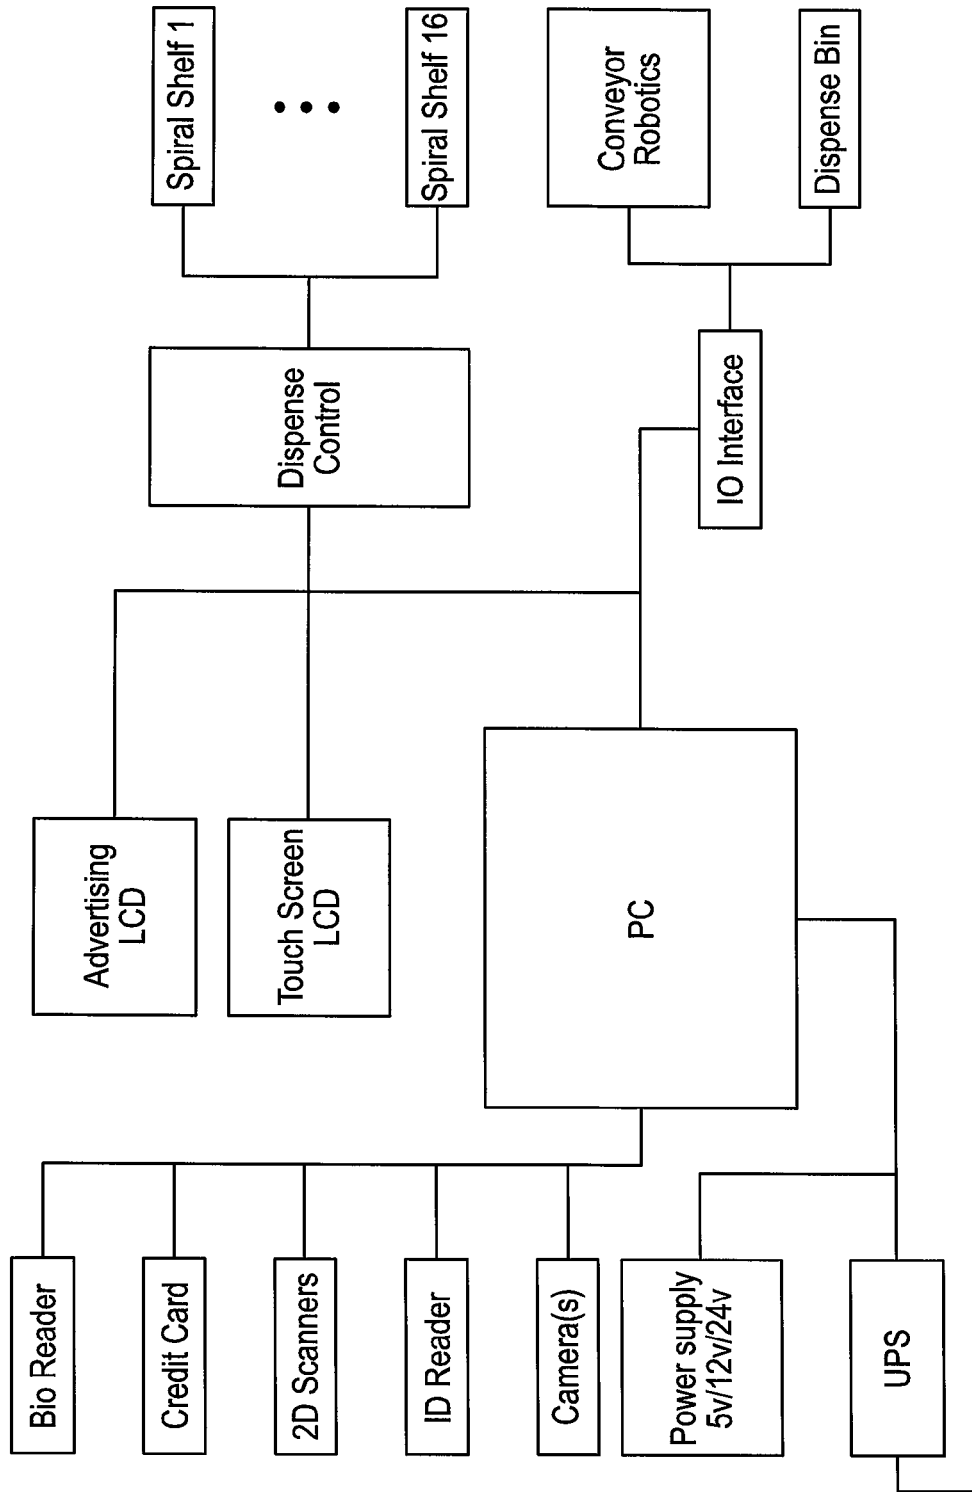 Bio Reader
Credit Card
2D Scanners
ID Reader
Camera(s)
Power supply
5v/12v/24v
UPS
Advertising
LCD
Touch Screen
LCD
PC
Dispense
Control
IO Interface
Spiral Shelf 1
Spiral Shelf 16
Conveyor
Robotics
Dispense Bin